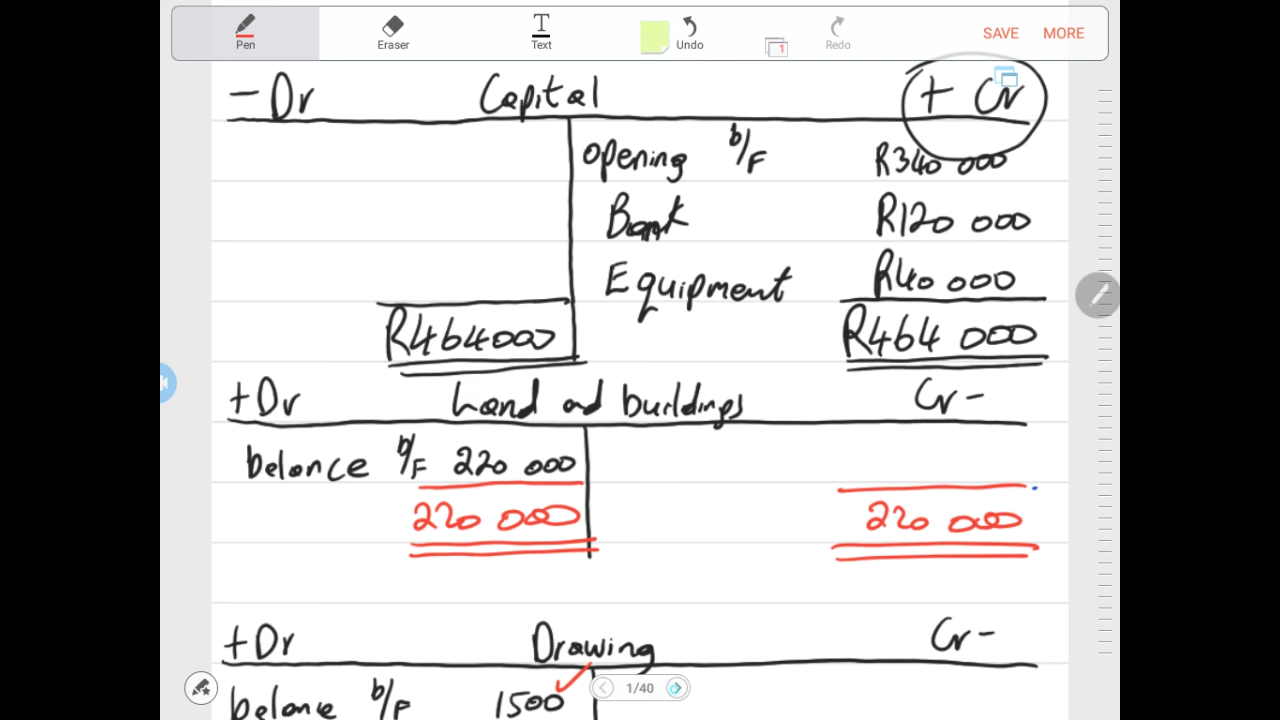 Pen Eraser Text Undo 1 Redo SAVE MORE
- Dr Capital + Cr
Opening b/F R340 000
Bank R120 000
Equipment R40 000
R464000 R464 000
+ Dr Land and buildings Cr -
balance b/F 220 000
220 000 220 000
+ Dr Drawing Cr -
balance b/F 1500
1/40